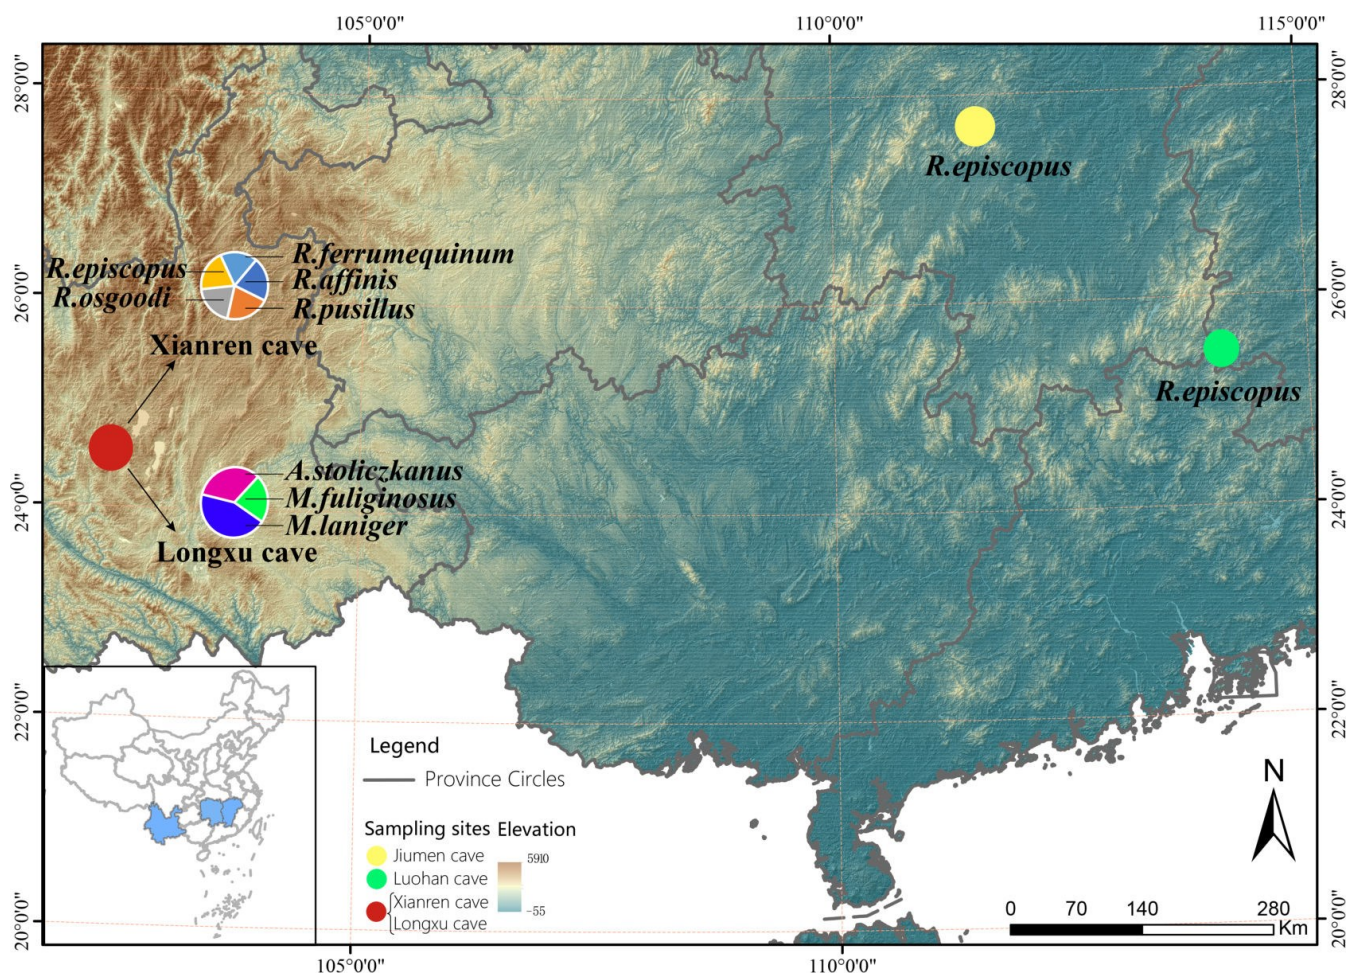 105°0'0"
110°0'0"
115°0'0"
28°0'0"
28°0'0"
R.episcopus
R.ferrumequinum
R.episcopus
R.affinis
R.osgoodi
R.pusillus
26°0'0"
26°0'0"
Xianren cave
R.episcopus
A.stoliczkanus
M.fuliginosus
M.laniger
24°0'0"
24°0'0"
Longxu cave
22°0'0"
22°0'0"
Legend
Province Circles
N
Sampling sites
Elevation
Jiumen cave
5910
Luohan cave
Xianren cave
Longxu cave
-55
0
70
140
280
Km
20°0'0"
20°0'0"
105°0'0"
110°0'0"